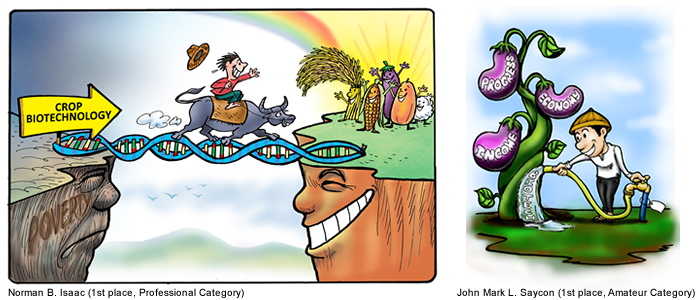 CROP
BIOTECHNOLOGY
POVERTY
PROGRESS
ECONOMY
INCOME
BIOTECH
Norman B. Isaac (1st place, Professional Category)
John Mark L. Saycon (1st place, Amateur Category)